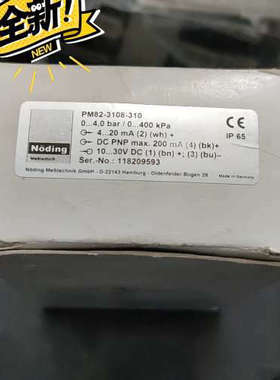 全新!
PM82-3108-310
0...4,0 bar / 0...400 kPa
4...20 mA (2) (wh) +
DC PNP max. 200 mA (4) (bk)+
10...30V DC (1) (bn) +; (3) (bu)–
Ser.-No.: 118209593
CE
IP 65
Nöding
Meßtechnik
Nöding Meßtechnik GmbH - D-22143 Hamburg - Oldenfelder Bogen 29
Made in Germany